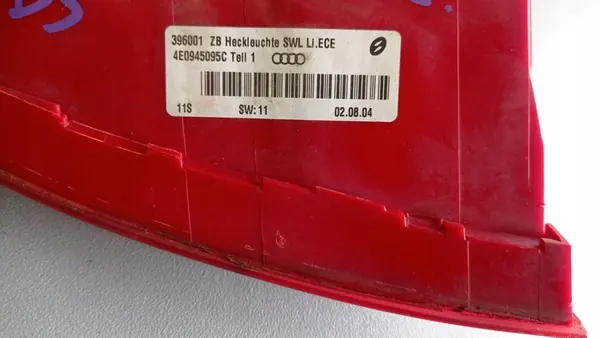 396001 ZB Heckleuchte SWL Li.ECE
4E0945095C Teil 1
11S SW:11 02.08.04